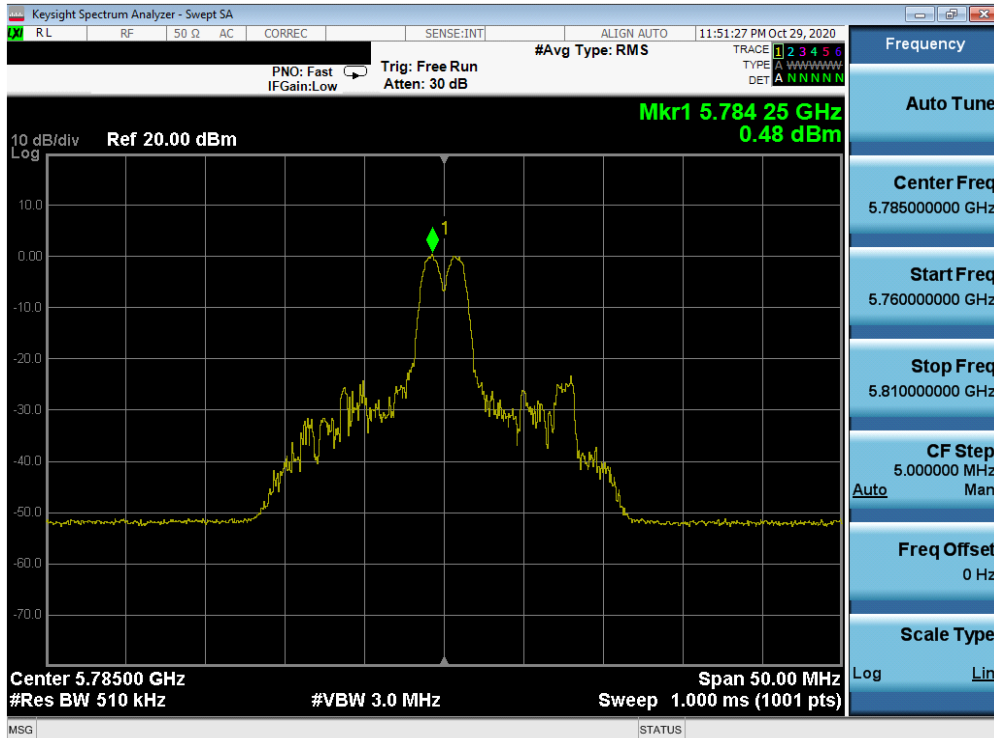 Keysight Spectrum Analyzer - Swept SA
LXI RL RF 50 Ω AC CORREC SENSE:INT ALIGN AUTO 11:51:27 PM Oct 29, 2020
#Avg Type: RMS
TRACE 1 2 3 4 5 6
TYPE A WWWWW
DET A N N N N N
PNO: Fast
IFGain:Low
Trig: Free Run
Atten: 30 dB
Mkr1 5.784 25 GHz
0.48 dBm
10 dB/div Ref 20.00 dBm
Log
1
10.0
0.00
-10.0
-20.0
-30.0
-40.0
-50.0
-60.0
-70.0
Center 5.78500 GHz Span 50.00 MHz
#Res BW 510 kHz #VBW 3.0 MHz Sweep 1.000 ms (1001 pts)
MSG STATUS
Frequency
Auto Tune
Center Freq
5.785000000 GHz
Start Freq
5.760000000 GHz
Stop Freq
5.810000000 GHz
CF Step
5.000000 MHz
Auto Man
Freq Offset
0 Hz
Scale Type
Log Lin